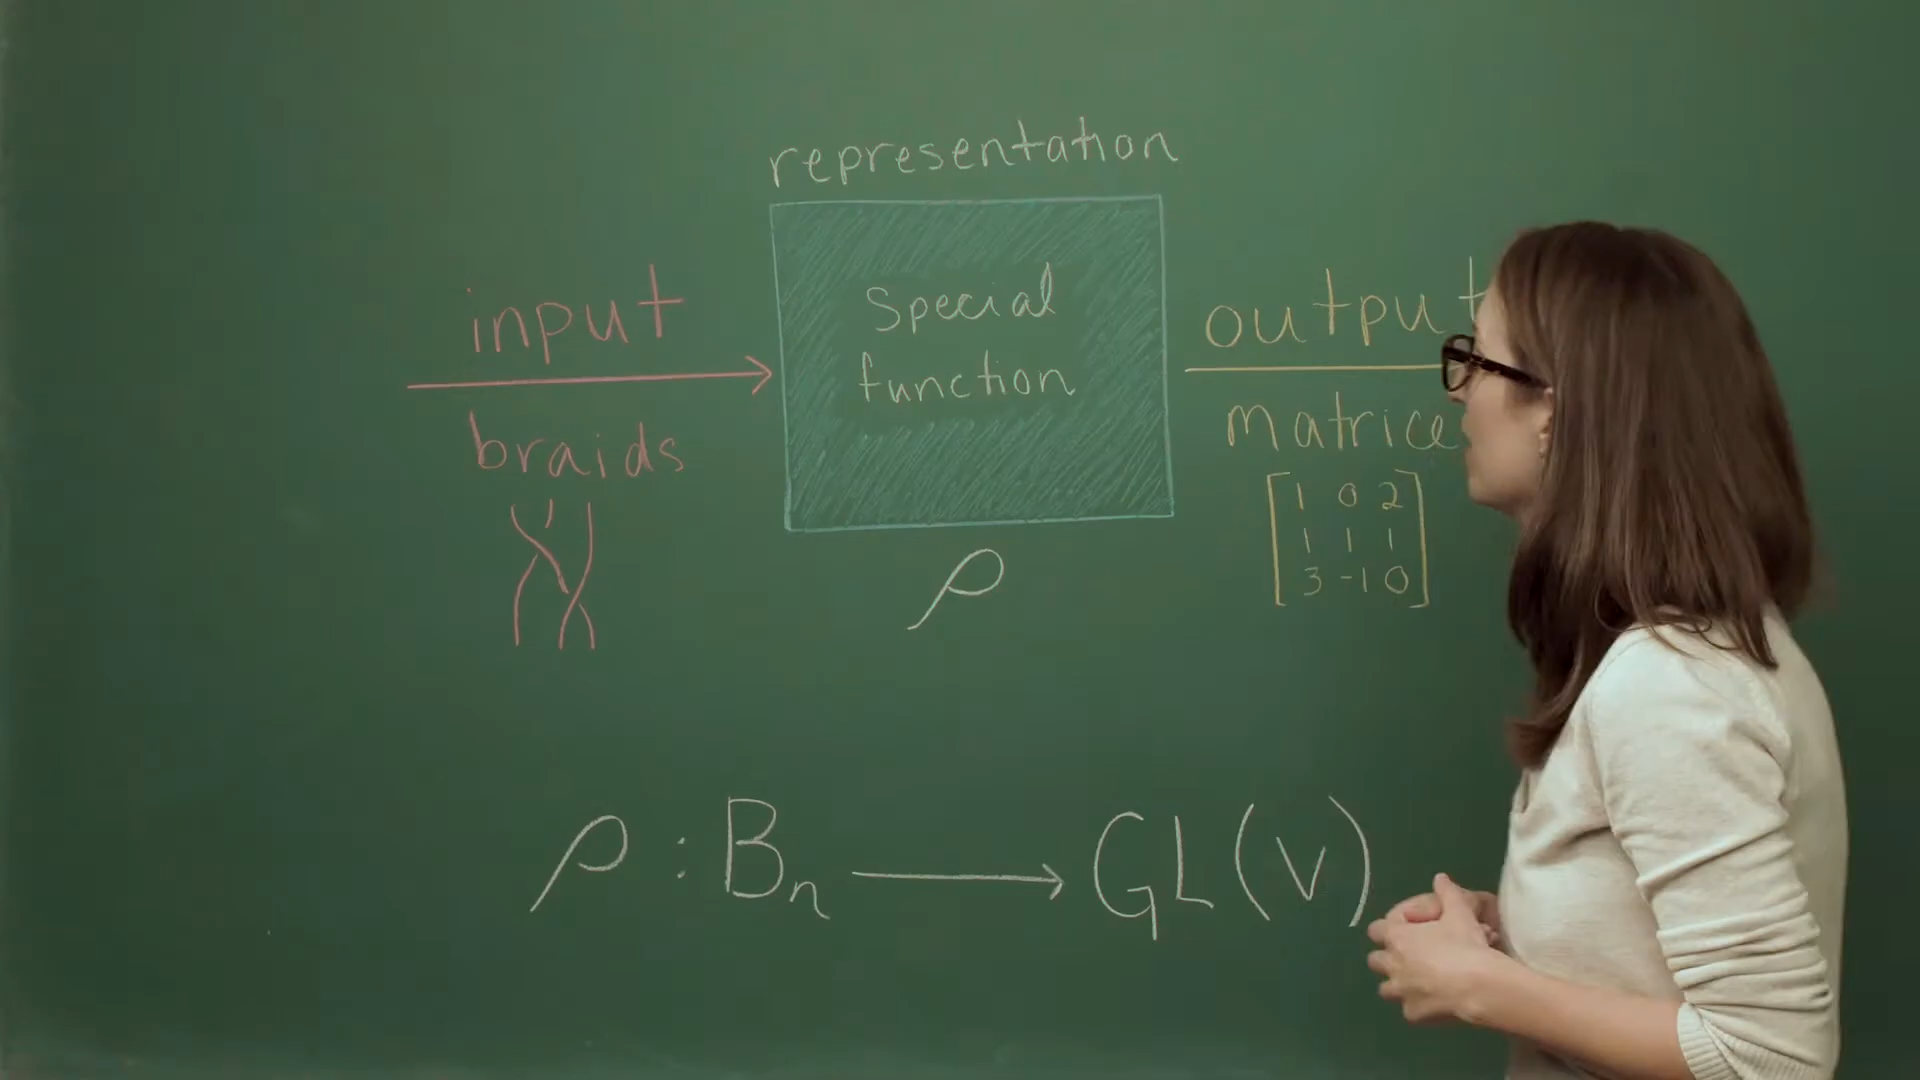 representation
input
Special
function
output
braids
matrice
1 0 2
1 1 1
3 -1 0
ρ
ρ : Bn ⟶ GL(V)